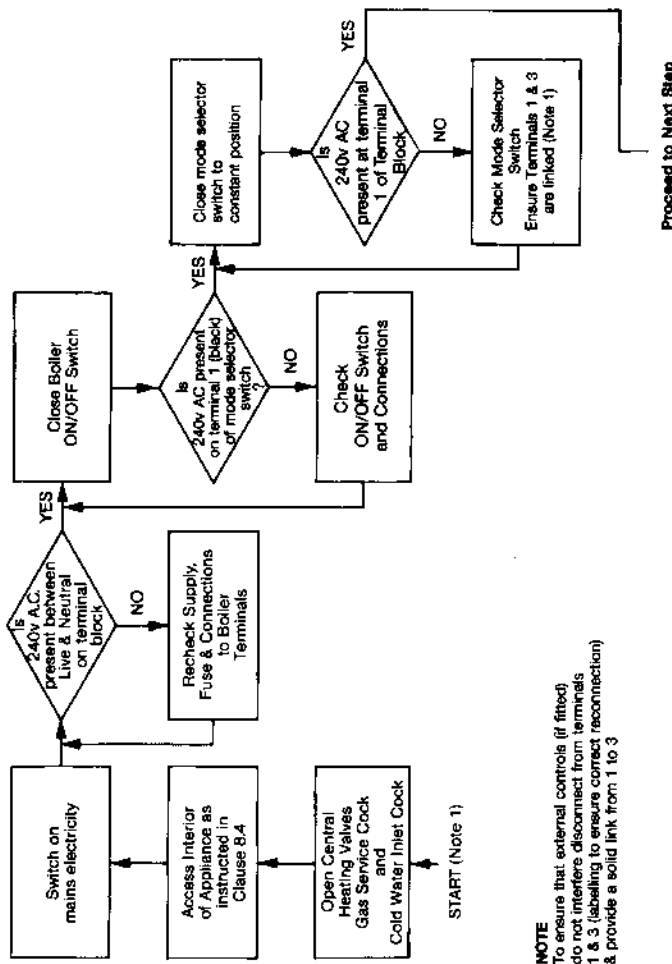 START (Note 1)
Open Central
Heating Valves
Gas Service Cock
and
Cold Water Inlet Cock
Access Interior
of Appliance as
instructed in
Clause 8.4
Switch on
mains electricity
Is
240v A.C.
present between
Live & Neutral
on terminal
block
NO
Recheck Supply,
Fuse & Connections
to Boiler
Terminals
YES
Close Boiler
ON/OFF Switch
Is
240v AC present
on terminal 1 (black)
of mode selector
switch
?
NO
Check
ON/OFF Switch
and Connections
YES
Close mode selector
switch to
constant position
Is
240v AC
present at terminal
1 of Terminal
Block
NO
Check Mode Selector
Switch
Ensure Terminals 1 & 3
are linked (Note 1)
YES
Proceed to Next Step
NOTE
To ensure that external controls (if fitted)
do not interfere disconnect from terminals
1 & 3 (labelling to ensure correct reconnection)
& provide a solid link from 1 to 3